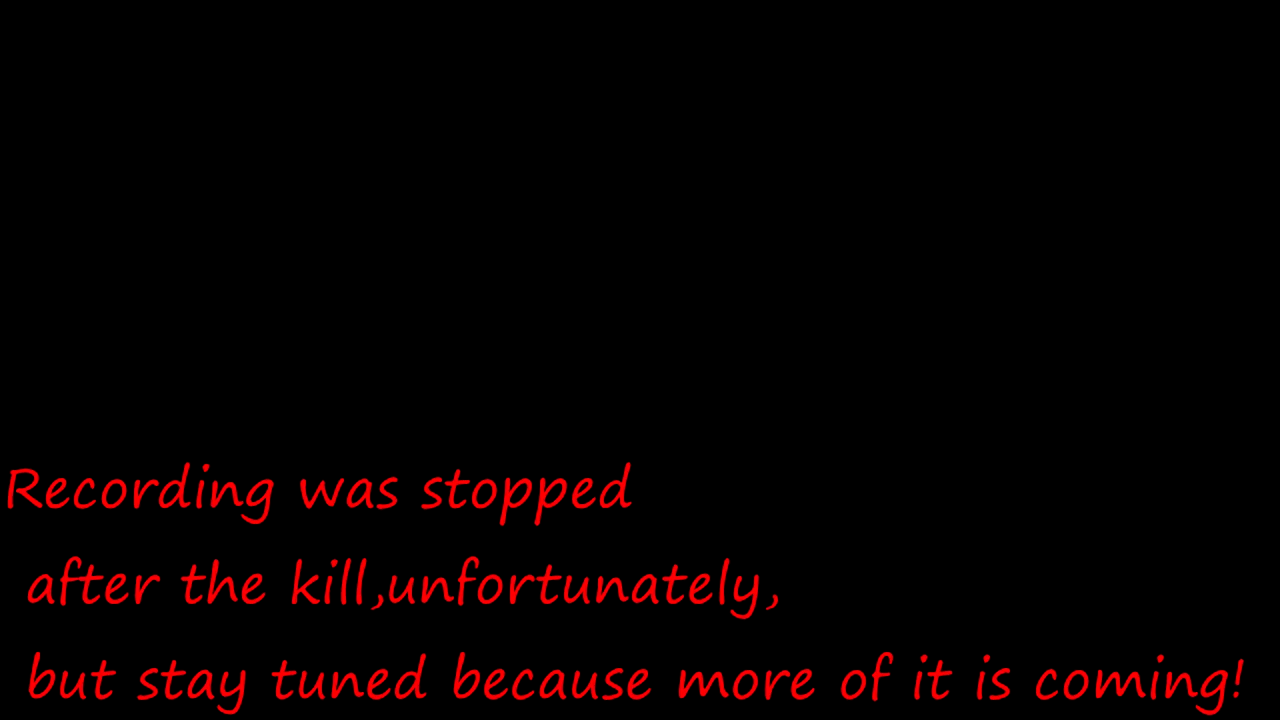 Recording was stopped
after the kill,unfortunately,
but stay tuned because more of it is coming!